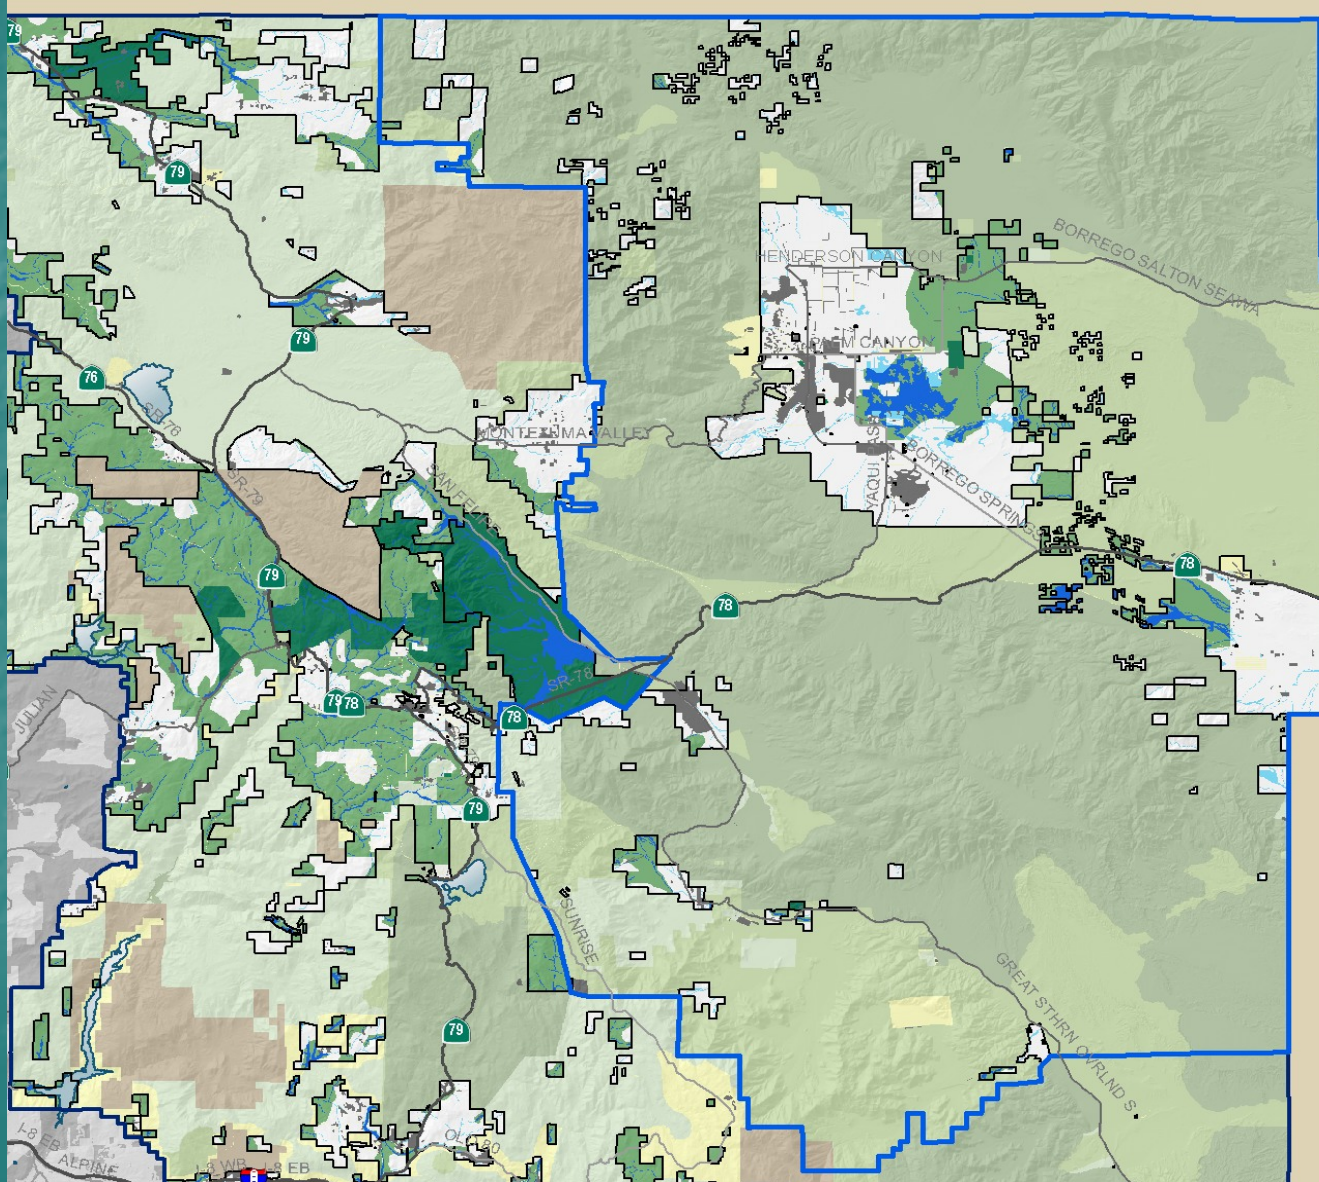 79
79
BORREGO SALTON SEAWA
HENDERSON CANYON
79
PALM CANYON
76
SR-76
MONTEZUMA VALLEY
SR-79
SAN FELIPE
YAQUI PASS
BORREGO SPRINGS
79
78
78
SR-78
JULIAN
79
78
78
79
SUNRISE
GREAT STHRN OVRLND S
79
I-8 EB
ALPINE
I-8 WB
I-8 EB
OLD 80